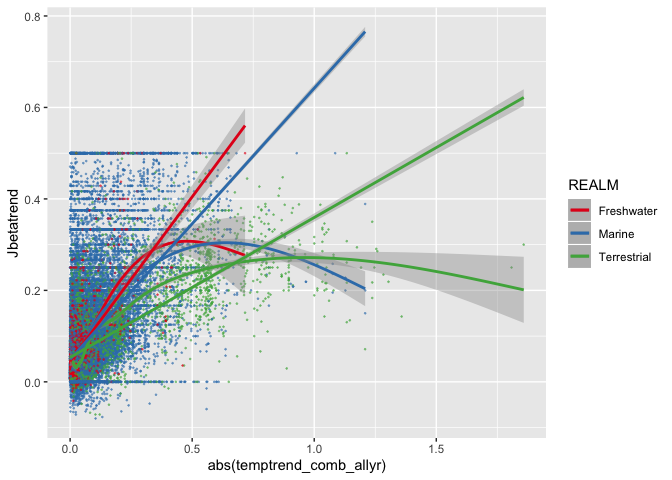 0.8
0.6
0.4
0.2
0.0
Jbetatrend
0.0 0.5 1.0 1.5
abs(temptrend_comb_allyr)
REALM
Freshwater
Marine
Terrestrial